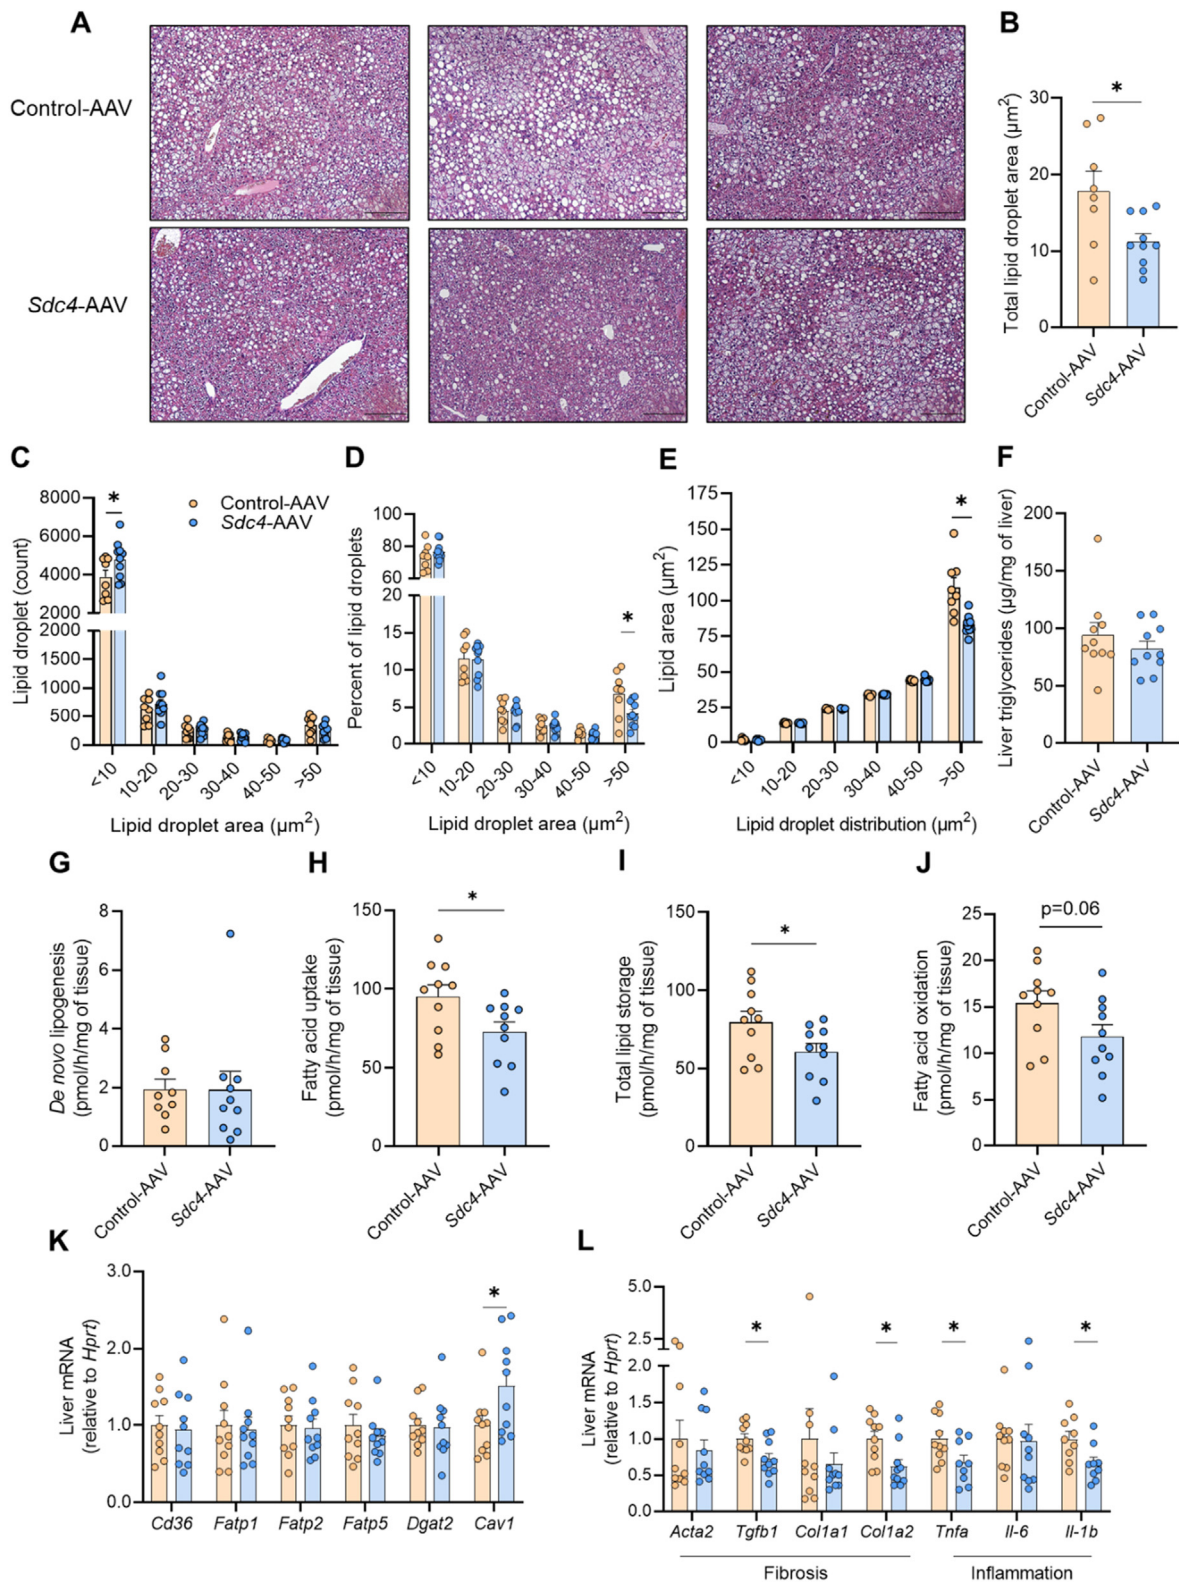 A
Control-AAV
Sdc4-AAV
B
*
Total lipid droplet area (µm2)
30
20
10
0
Control-AAV
Sdc4-AAV
C
*
Control-AAV
Sdc4-AAV
Lipid droplet (count)
8000
6000
4000
2000
2000
1500
1000
500
0
<10
10-20
20-30
30-40
40-50
>50
Lipid droplet area (µm2)
D
*
Percent of lipid droplets
100
80
60
20
15
10
5
0
<10
10-20
20-30
30-40
40-50
>50
Lipid droplet area (µm2)
E
*
Lipid area (µm2)
175
150
125
100
75
50
25
0
<10
10-20
20-30
30-40
40-50
>50
Lipid droplet distribution (µm2)
F
Liver triglycerides (µg/mg of liver)
200
150
100
50
0
Control-AAV
Sdc4-AAV
G
De novo lipogenesis
(pmol/h/mg of tissue)
8
6
4
2
0
Control-AAV
Sdc4-AAV
H
*
Fatty acid uptake
(pmol/h/mg of tissue)
150
100
50
0
Control-AAV
Sdc4-AAV
I
*
Total lipid storage
(pmol/h/mg of tissue)
150
100
50
0
Control-AAV
Sdc4-AAV
J
p=0.06
Fatty acid oxidation
(pmol/h/mg of tissue)
25
20
15
10
5
0
Control-AAV
Sdc4-AAV
K
*
Liver mRNA
(relative to Hprt)
3.0
2.0
1.0
0.0
Cd36
Fatp1
Fatp2
Fatp5
Dgat2
Cav1
L
* * * *
Liver mRNA
(relative to Hprt)
5.0
2.5
2.0
1.5
1.0
0.5
0.0
Acta2
Tgfb1
Col1a1
Col1a2
Tnfa
Il-6
Il-1b
Fibrosis
Inflammation